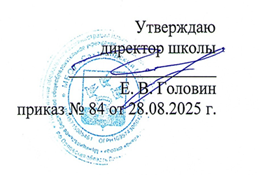 Утверждаю
директор школы
Е. В. Головин
приказ № 84 от 28.08.2025 г.